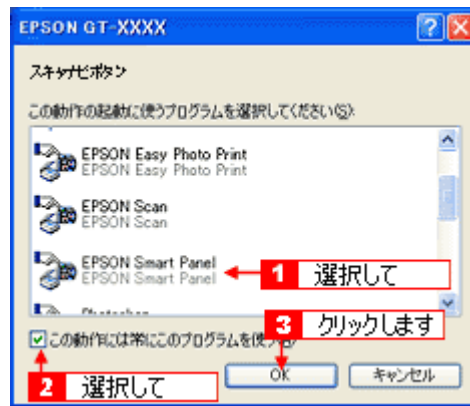 EPSON GT-XXXX
スキャナビボタン
この動作の起動に使うプログラムを選択してください(S):
EPSON Easy Photo Print
EPSON Easy Photo Print
EPSON Scan
EPSON Scan
EPSON Smart Panel
EPSON Smart Panel
1 選択して
3 クリックします
この動作には常にこのプログラムを使
2 選択して
OK
キャンセル